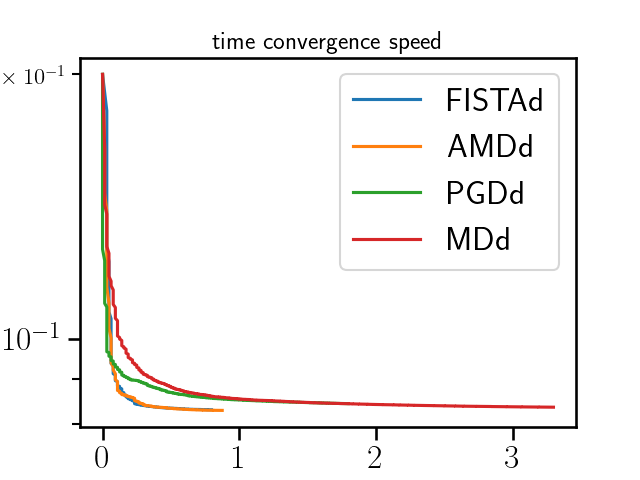 time convergence speed
× 10⁻¹
FISTAd
AMDd
PGDd
MDd
10⁻¹
0 1 2 3